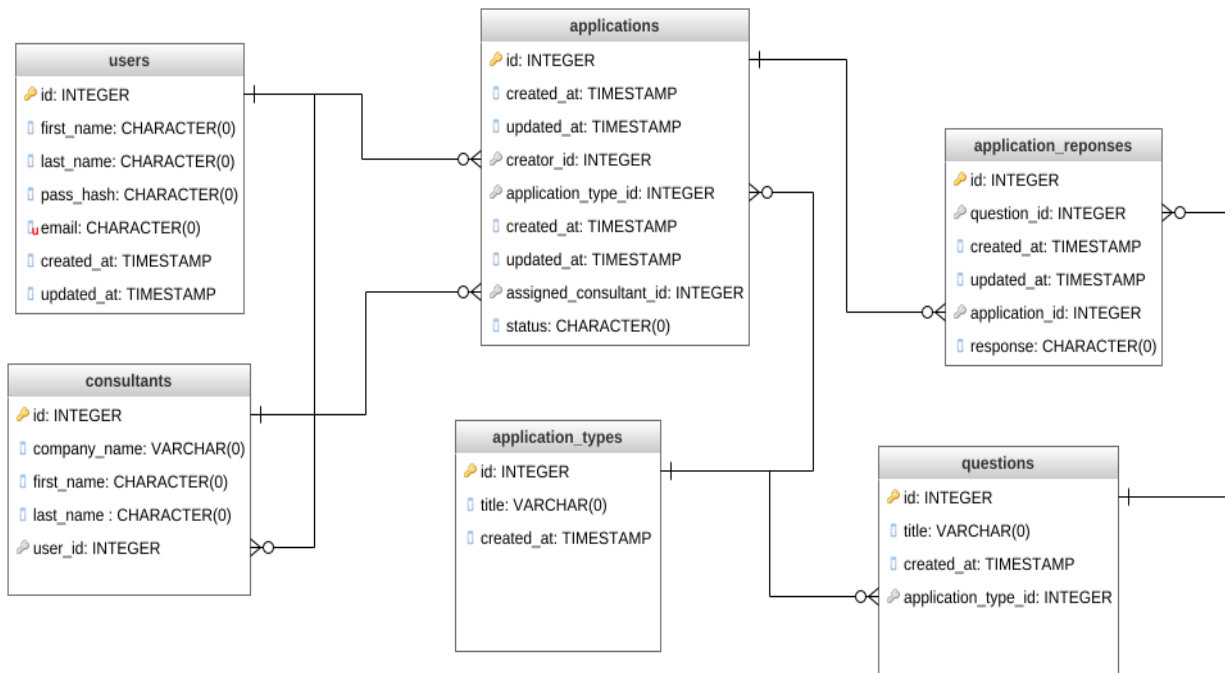 users
id: INTEGER
first_name: CHARACTER(0)
last_name: CHARACTER(0)
pass_hash: CHARACTER(0)
u email: CHARACTER(0)
created_at: TIMESTAMP
updated_at: TIMESTAMP
applications
id: INTEGER
created_at: TIMESTAMP
updated_at: TIMESTAMP
creator_id: INTEGER
application_type_id: INTEGER
created_at: TIMESTAMP
updated_at: TIMESTAMP
assigned_consultant_id: INTEGER
status: CHARACTER(0)
application_reponses
id: INTEGER
question_id: INTEGER
created_at: TIMESTAMP
updated_at: TIMESTAMP
application_id: INTEGER
response: CHARACTER(0)
consultants
id: INTEGER
company_name: VARCHAR(0)
first_name: CHARACTER(0)
last_name : CHARACTER(0)
user_id: INTEGER
application_types
id: INTEGER
title: VARCHAR(0)
created_at: TIMESTAMP
questions
id: INTEGER
title: VARCHAR(0)
created_at: TIMESTAMP
application_type_id: INTEGER